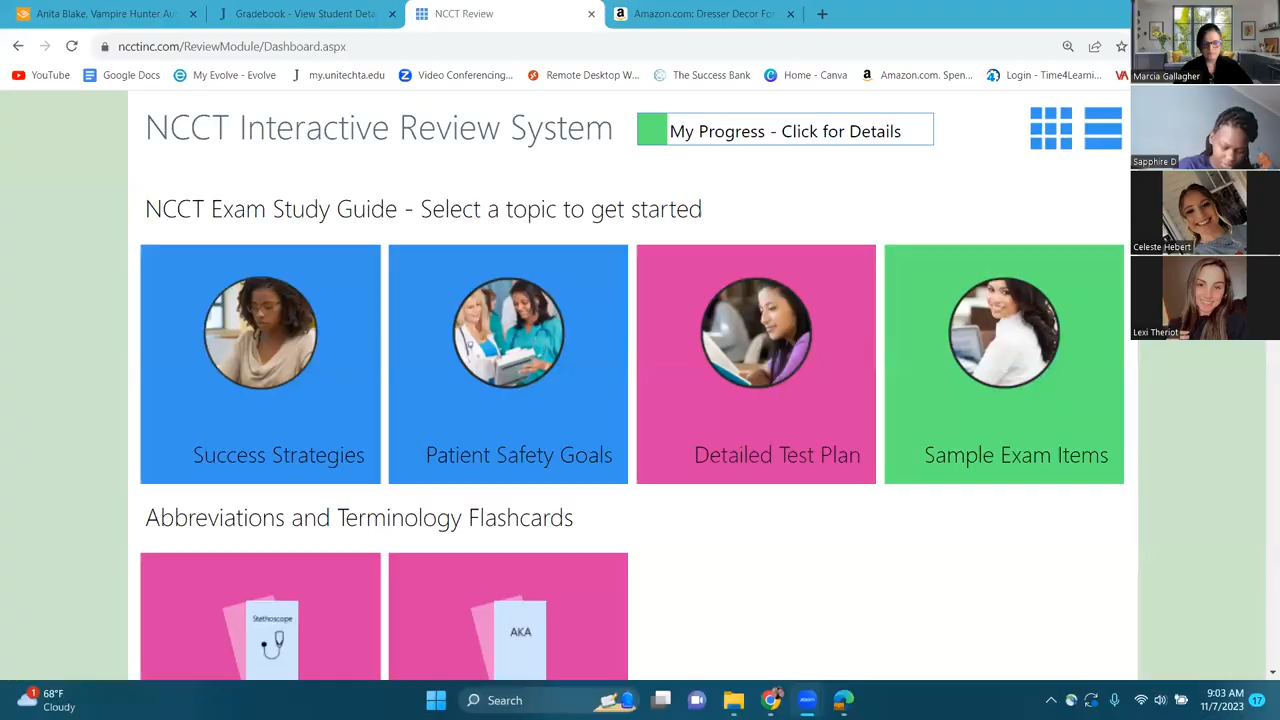 Anita Blake, Vampire Hunter Au
Gradebook - View Student Deta
NCCT Review
Amazon.com: Dresser Decor Fo
ncctinc.com/ReviewModule/Dashboard.aspx
YouTube
Google Docs
My Evolve - Evolve
my.unitechta.edu
Video Conferencing,...
Remote Desktop W...
The Success Bank
Home - Canva
Amazon.com. Spen...
Login - Time4Learni...
Marcia Gallagher
NCCT Interactive Review System
My Progress - Click for Details
Sapphire D
NCCT Exam Study Guide - Select a topic to get started
Celeste Hebert
Lexi Theriot
Success Strategies
Patient Safety Goals
Detailed Test Plan
Sample Exam Items
Abbreviations and Terminology Flashcards
Stethoscope
AKA
1
68°F
Cloudy
Search
zoom
9:03 AM
11/7/2023
17